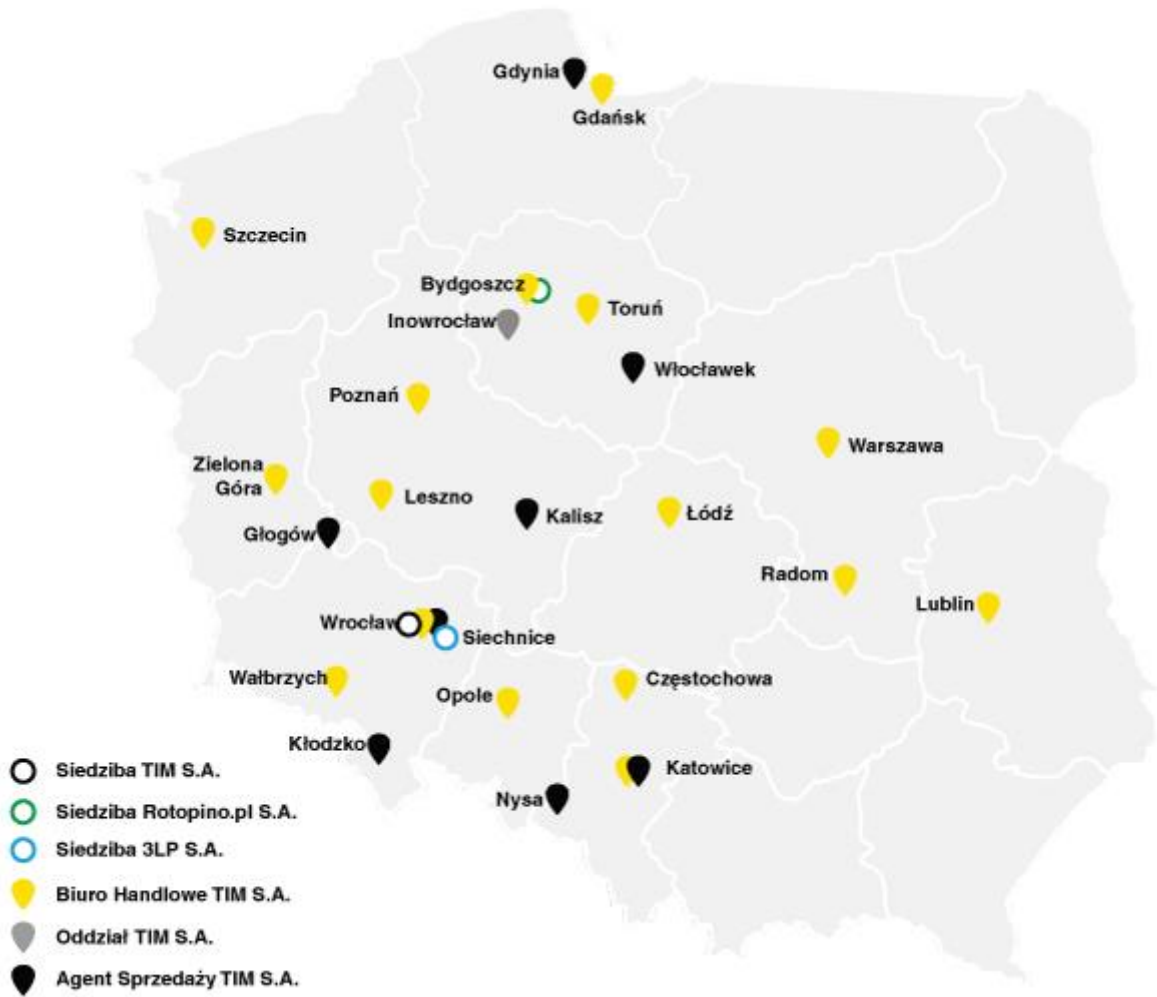 Gdynia
Gdańsk
Szczecin
Bydgoszcz
Toruń
Inowrocław
Włocławek
Poznań
Warszawa
Zielona
Góra
Leszno
Kalisz
Łódź
Głogów
Radom
Lublin
Wrocław
Siechnice
Wałbrzych
Opole
Częstochowa
Kłodzko
Katowice
Nysa
Siedziba TIM S.A.
Siedziba Rotopino.pl S.A.
Siedziba 3LP S.A.
Biuro Handlowe TIM S.A.
Oddział TIM S.A.
Agent Sprzedaży TIM S.A.